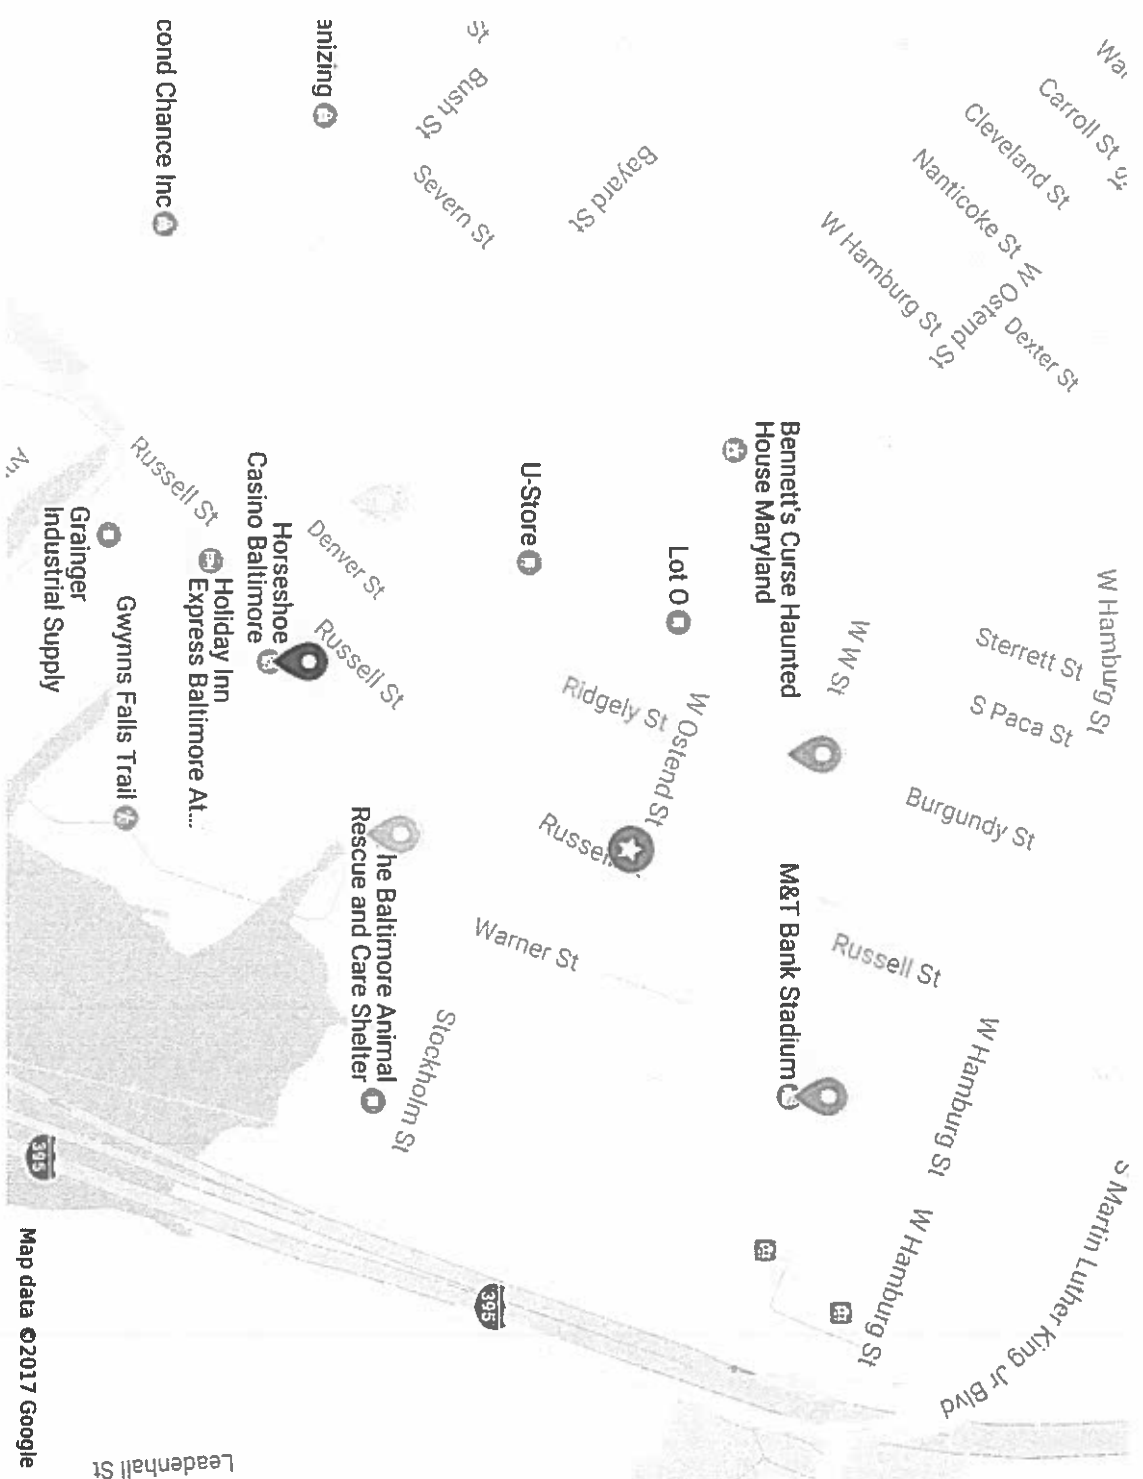 Carroll St
St
S Martin Luther King Jr Blvd
W Hamburg St
Cleveland St
Nanticoke St
W Ostend St
Dexter St
Sterrett St
S Paca St
Burgundy St
W Hamburg St
W Hamburg St
W Hamburg St
Russell St
W W St
Bennett's Curse Haunted
House Maryland
M&T Bank Stadium
Lot O
W Ostend St
Bayard St
Ridgely St
Russell
U-Store
Warner St
395
St
Bush St
Severn St
Stockholm St
he Baltimore Animal
Rescue and Care Shelter
Denver St
Russell St
anizing
Horseshoe
Casino Baltimore
Holiday Inn
Express Baltimore At...
Russell St
cond Chance Inc
Gwynns Falls Trail
Grainger
Industrial Supply
Leadenhall St
395
Map data ©2017 Google